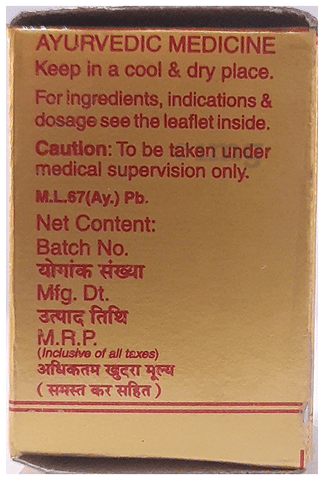 AYURVEDIC MEDICINE
Keep in a cool & dry place.
For ingredients, indications &
dosage see the leaflet inside.
Caution: To be taken under
medical supervision only.
M.L.67(Ay.) Pb.
Net Content:
Batch No.
योगांक संख्या
Mfg. Dt.
उत्पाद तिथि
M.R.P.
(Inclusive of all taxes)
अधिकतम खुदरा मूल्य
( समस्त कर सहित )